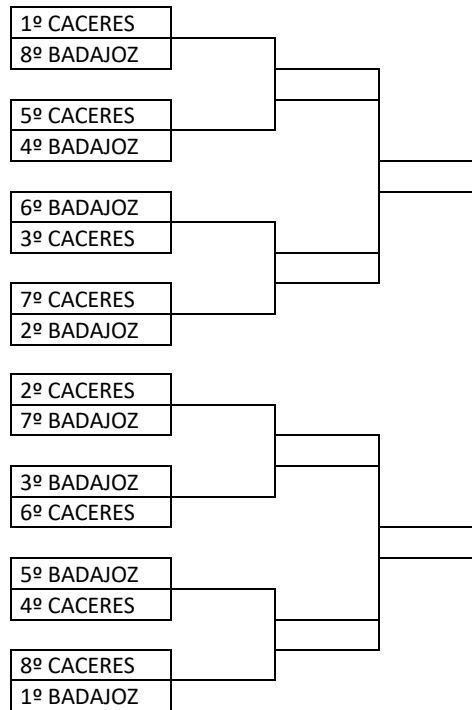 1º CACERES
8º BADAJOZ
5º CACERES
4º BADAJOZ
6º BADAJOZ
3º CACERES
7º CACERES
2º BADAJOZ
2º CACERES
7º BADAJOZ
3º BADAJOZ
6º CACERES
5º BADAJOZ
4º CACERES
8º CACERES
1º BADAJOZ